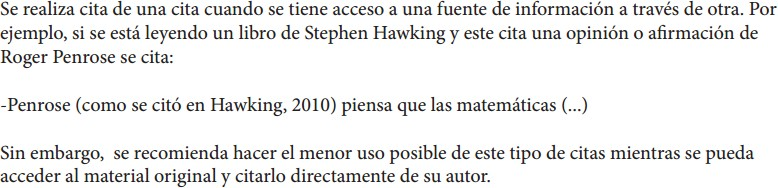 Se realiza cita de una cita cuando se tiene acceso a una fuente de información a través de otra. Por
ejemplo, si se está leyendo un libro de Stephen Hawking y este cita una opinión o afirmación de
Roger Penrose se cita:
-Penrose (como se citó en Hawking, 2010) piensa que las matemáticas (...)
Sin embargo,  se recomienda hacer el menor uso posible de este tipo de citas mientras se pueda
acceder al material original y citarlo directamente de su autor.